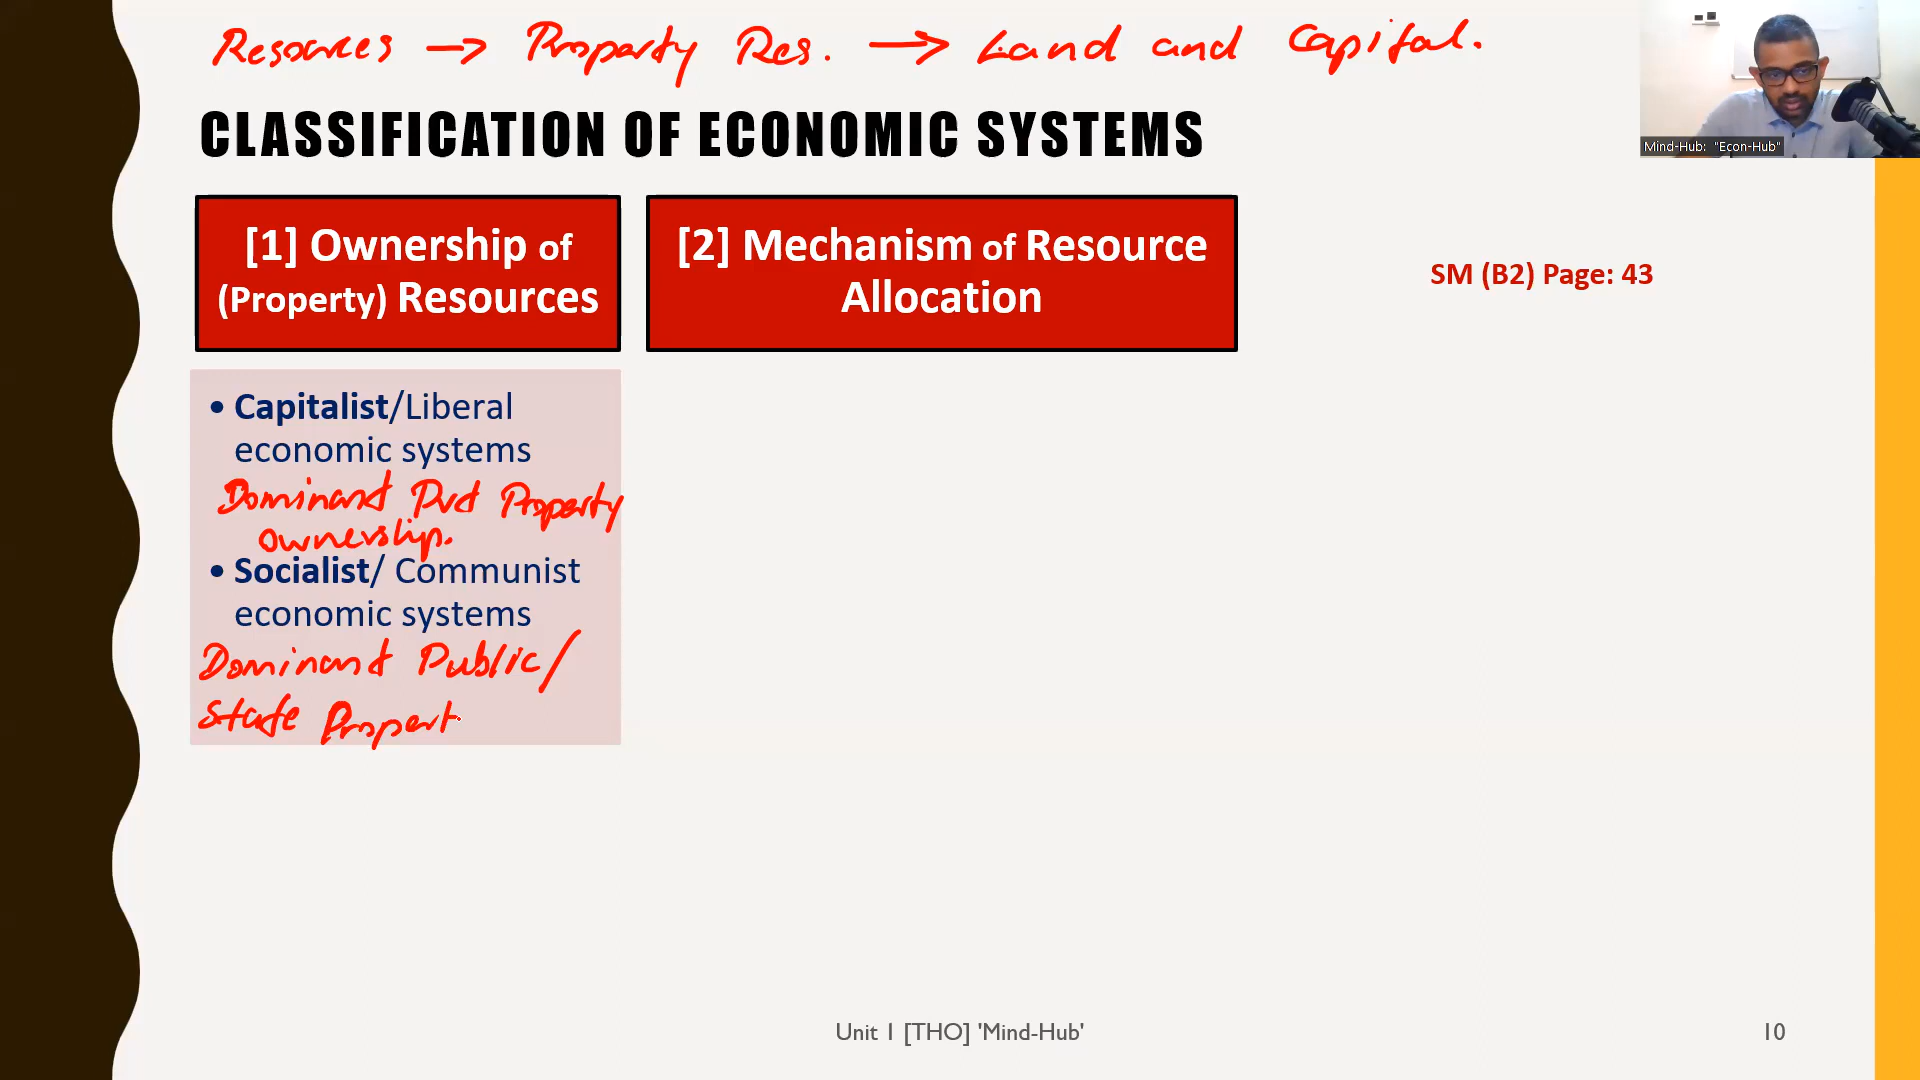 Resources → Property Res. → Land and Capital.
Mind-Hub: "Econ-Hub"
CLASSIFICATION OF ECONOMIC SYSTEMS
[1] Ownership of
(Property) Resources
[2] Mechanism of Resource
Allocation
SM (B2) Page: 43
• Capitalist/Liberal
economic systems
Dominant Pvt Property
ownership.
• Socialist/ Communist
economic systems
Dominant Public/
State Propert
Unit 1 [THO] 'Mind-Hub'
10